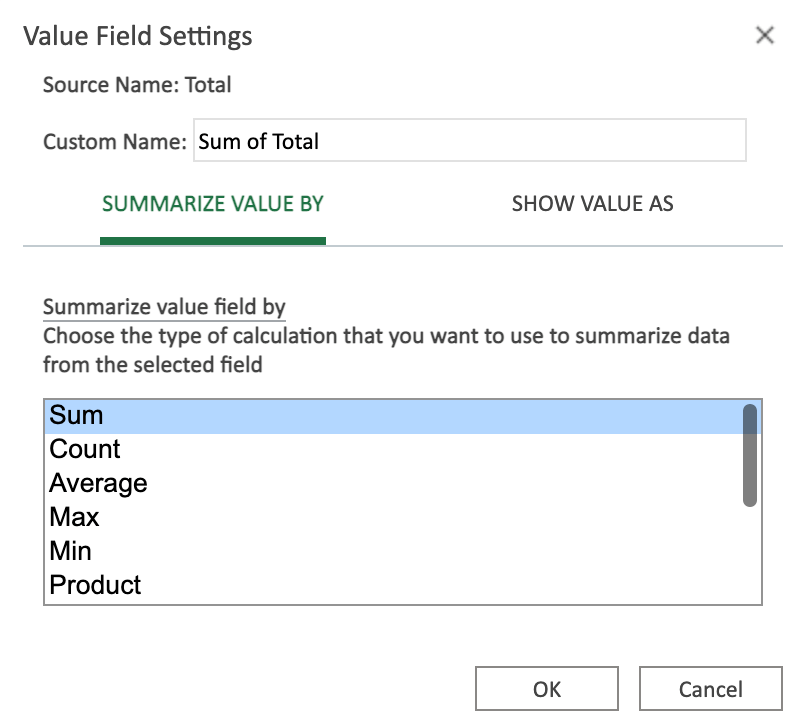 Value Field Settings
Source Name: Total
Custom Name: Sum of Total
SUMMARIZE VALUE BY SHOW VALUE AS
Summarize value field by
Choose the type of calculation that you want to use to summarize data
from the selected field
Sum
Count
Average
Max
Min
Product
OK Cancel